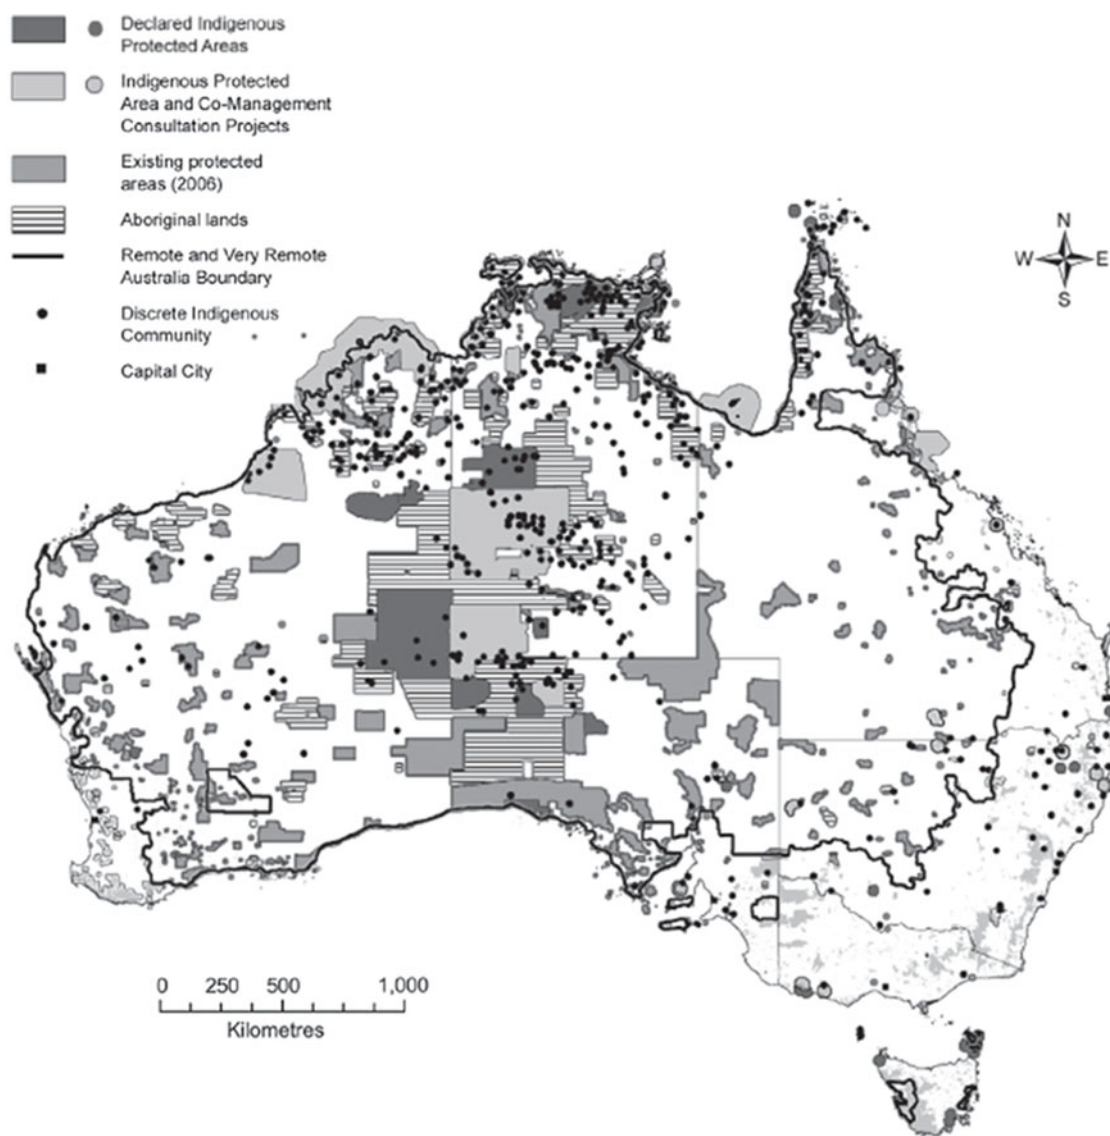 Declared Indigenous
Protected Areas
Indigenous Protected
Area and Co-Management
Consultation Projects
Existing protected
areas (2006)
Aboriginal lands
Remote and Very Remote
Australia Boundary
Discrete Indigenous
Community
Capital City
N
W E
S
0 250 500 1,000
Kilometres